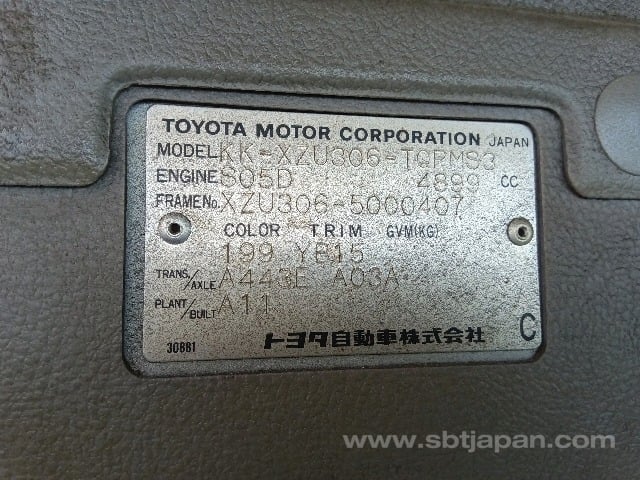 TOYOTA MOTOR CORPORATION JAPAN
MODEL KK-XZU306-TQPMS3
ENGINE S05D 4899 CC
FRAME No. XZU306-5000407
COLOR TRIM GVM(KG)
199 YB15
TRANS./AXLE A443E A03A
PLANT/BUILT A11
30881 トヨタ自動車株式会社 C
www.sbtjapan.com